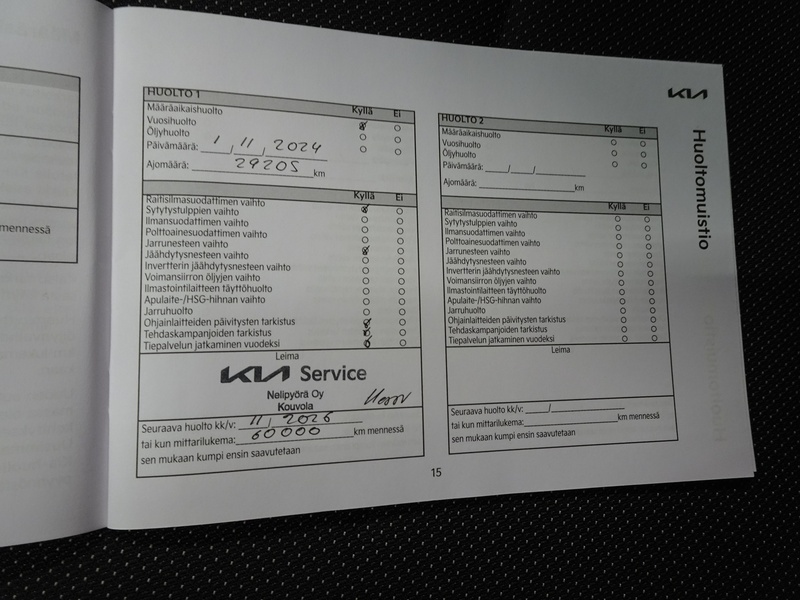 mennessä
HUOLTO 1
Kyllä Ei
Määräaikaishuolto
Vuosihuolto
Öljyhuolto
Päivämäärä: 1 / 11 / 2024
Ajomäärä: 29205 km
Kyllä Ei
Raitisilmasuodattimen vaihto
Sytytystulppien vaihto
Ilmansuodattimen vaihto
Polttoainesuodattimen vaihto
Jarrunesteen vaihto
Jäähdytysnesteen vaihto
Invertterin jäähdytysnesteen vaihto
Voimansiirron öljyjen vaihto
Ilmastointilaitteen täyttöhuolto
Apulaite-/HSG-hihnan vaihto
Jarruhuolto
Ohjainlaitteiden päivitysten tarkistus
Tehdaskampanjoiden tarkistus
Tiepalvelun jatkaminen vuodeksi
Leima
KIA Service
Nelipyörä Oy
Kouvola
Seuraava huolto kk/v: 11 / 2026
tai kun mittarilukema: 60000 km mennessä
sen mukaan kumpi ensin saavutetaan
HUOLTO 2
Kyllä Ei
Määräaikaishuolto
Vuosihuolto
Öljyhuolto
Päivämäärä: ____/____/________
Ajomäärä: ________ km
Kyllä Ei
Raitisilmasuodattimen vaihto
Sytytystulppien vaihto
Ilmansuodattimen vaihto
Polttoainesuodattimen vaihto
Jarrunesteen vaihto
Jäähdytysnesteen vaihto
Invertterin jäähdytysnesteen vaihto
Voimansiirron öljyjen vaihto
Ilmastointilaitteen täyttöhuolto
Apulaite-/HSG-hihnan vaihto
Jarruhuolto
Ohjainlaitteiden päivitysten tarkistus
Tehdaskampanjoiden tarkistus
Tiepalvelun jatkaminen vuodeksi
Leima
Seuraava huolto kk/v: ____/________
tai kun mittarilukema: ________ km mennessä
sen mukaan kumpi ensin saavutetaan
KIA
Huoltomuistio
15